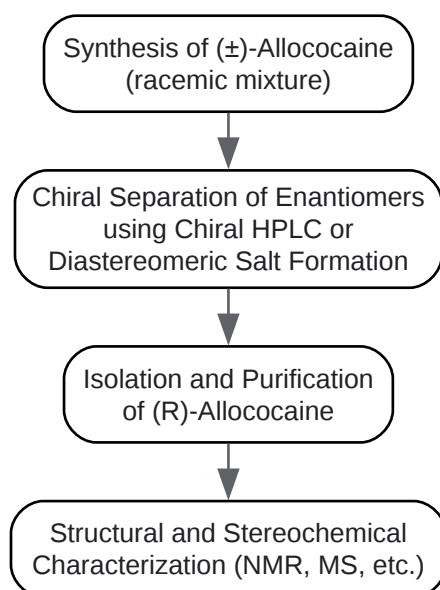 Synthesis of (±)-Allococaine
(racemic mixture)
Chiral Separation of Enantiomers
using Chiral HPLC or
Diastereomeric Salt Formation
Isolation and Purification
of (R)-Allococaine
Structural and Stereochemical
Characterization (NMR, MS, etc.)